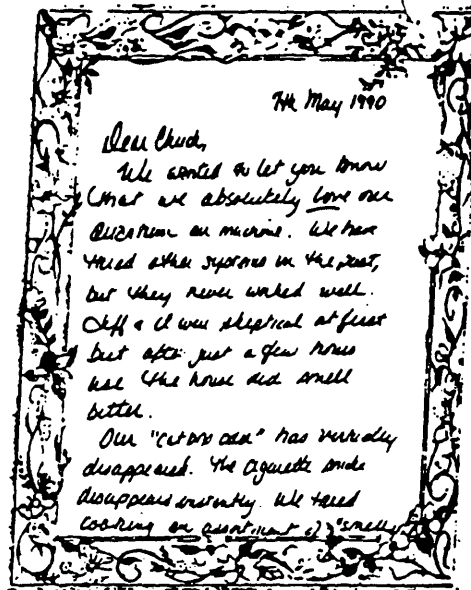 7th May 1990
Dear Chuck,
We wanted to let you know
that we absolutely love our
machine. We have
tried other systems in the past,
but they never worked well.
Jeff & I were skeptical at first
but after just a few hours
use the house did smell
better.
Our "cat box odor" has virtually
disappeared. The cigarette smoke
disappears instantly. We tried
cooking an assortment of "smelly